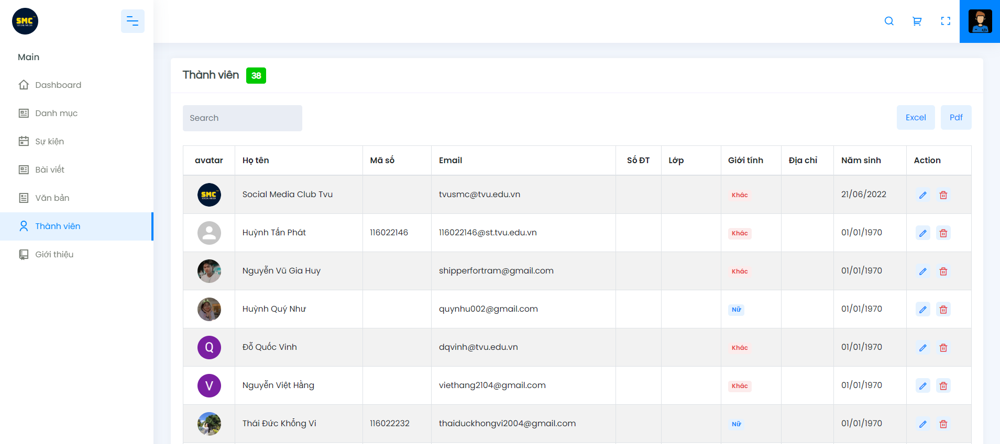 SMC
SOCIAL MEDIA
Main
Dashboard
Danh mục
Sự kiện
Bài viết
Văn bản
Thành viên
Giới thiệu
Thành viên 38
Search
Excel Pdf
avatar Họ tên Mã số Email Số ĐT Lớp Giới tính Địa chỉ Năm sinh Action
SMC SOCIAL MEDIA Social Media Club Tvu tvusmc@tvu.edu.vn Khác 21/06/2022
Huỳnh Tấn Phát 116022146 116022146@st.tvu.edu.vn Khác 01/01/1970
Nguyễn Vũ Gia Huy shipperfortram@gmail.com Khác 01/01/1970
Huỳnh Quý Như quynhu002@gmail.com Nữ 01/01/1970
Q Đỗ Quốc Vinh dqvinh@tvu.edu.vn Khác 01/01/1970
V Nguyễn Việt Hằng viethang2104@gmail.com Khác 01/01/1970
Thái Đức Khổng Vi 116022232 thaiduckhongvi2004@gmail.com Nữ 01/01/1970